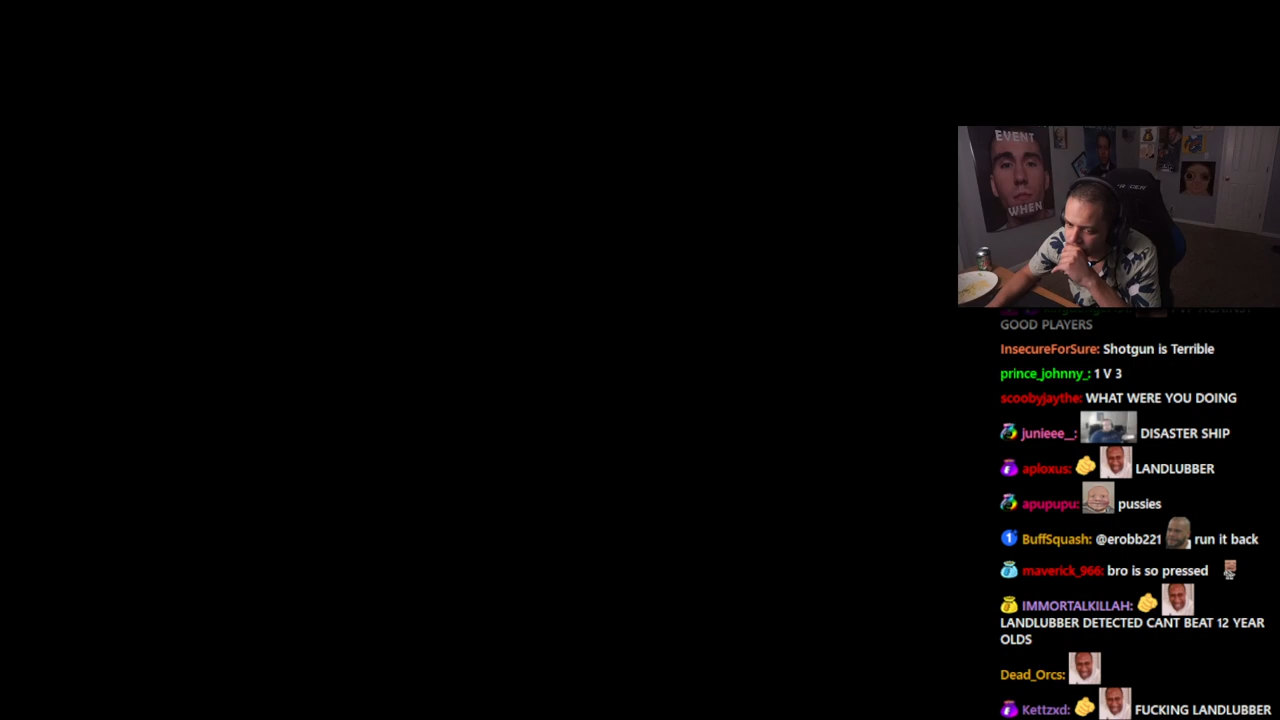 EVENT
WHEN
GOOD PLAYERS
InsecureForSure: Shotgun is Terrible
prince_johnny_: 1 V 3
scoobyjaythe: WHAT WERE YOU DOING
junieee__: DISASTER SHIP
aploxus: LANDLUBBER
apupupu: pussies
1 BuffSquash: @erobb221 run it back
maverick_966: bro is so pressed
IMMORTALKILLAH:
LANDLUBBER DETECTED CANT BEAT 12 YEAR
OLDS
Dead_Orcs:
Kettzxd: FUCKING LANDLUBBER